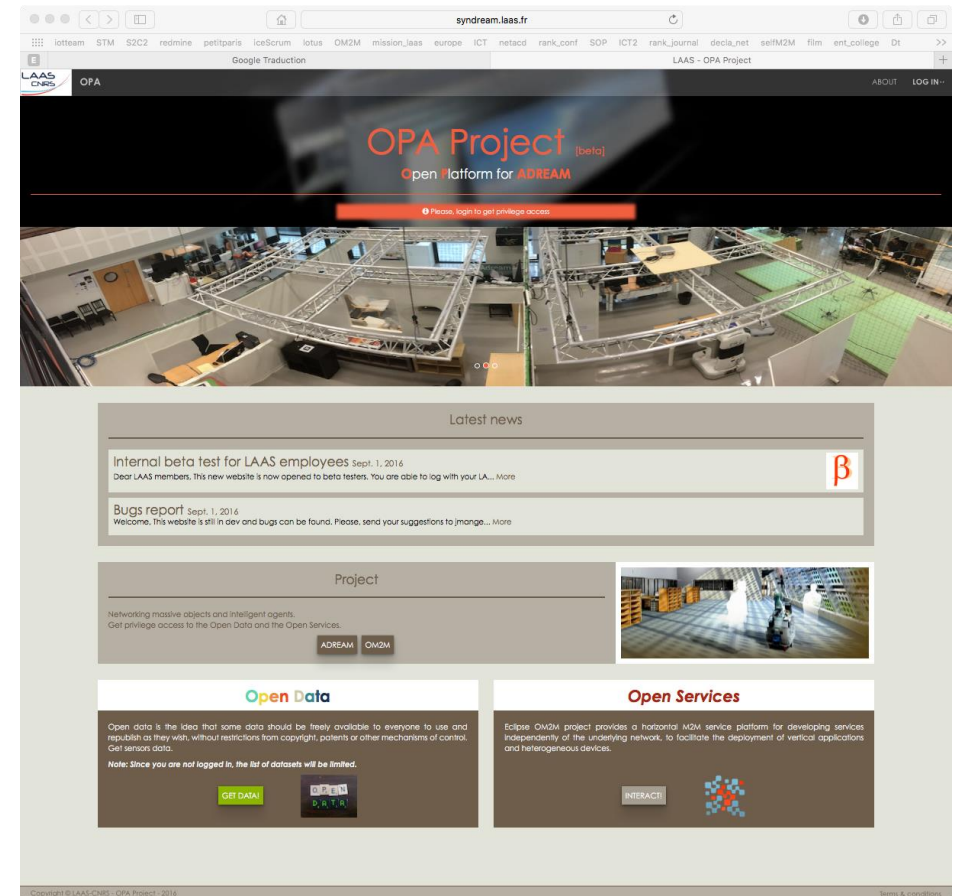 syndream.laas.fr
iotteam STM S2C2 redmine petitparis iceScrum lotus OM2M mission_laas europe ICT netacd rank_conf SOP ICT2 rank_journal decla_net selfM2M film ent_college Dt >>
E Google Traduction LAAS - OPA Project +
LAAS CNRS OPA ABOUT LOG IN
OPA Project [beta]
Open Platform for ADREAM
Please, login to get privilege access
Latest news
Internal beta test for LAAS employees Sept. 1, 2016
Dear LAAS members, This new website is now opened to beta testers. You are able to log with your LA... More
β
Bugs report Sept. 1, 2016
Welcome, This website is still in dev and bugs can be found. Please, send your suggestions to jmange... More
Project
Networking massive objects and intelligent agents.
Get privilege access to the Open Data and the Open Services.
ADREAM OM2M
Open Data
Open data is the idea that some data should be freely available to everyone to use and
republish as they wish, without restrictions from copyright, patents or other mechanisms of control.
Get sensors data.
Note: Since you are not logged in, the list of datasets will be limited.
GET DATA!
OPEN
DATA
Open Services
Eclipse OM2M project provides a horizontal M2M service platform for developing services
independently of the underlying network, to facilitate the deployment of vertical applications
and heterogeneous devices.
INTERACT!
Copyright © LAAS-CNRS - OPA Project - 2016 Terms & conditions